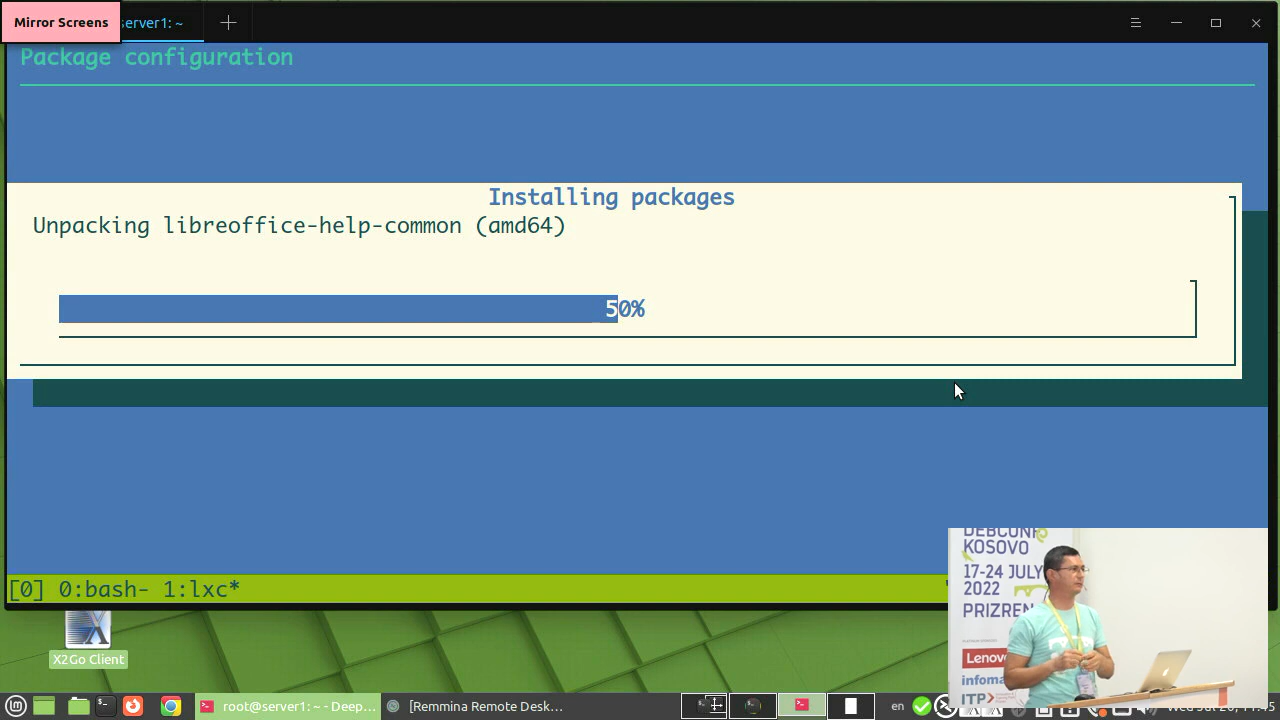 Mirror Screens
server1: ~
Package configuration
Installing packages
Unpacking libreoffice-help-common (amd64)
50%
[0] 0:bash- 1:lxc*
DEBCONF
KOSOVO
17-24 JULY
2022
PRIZREN
Lenovo
infoma
ITP
X2Go Client
root@server1: ~ - Deep...
[Remmina Remote Desk...
en